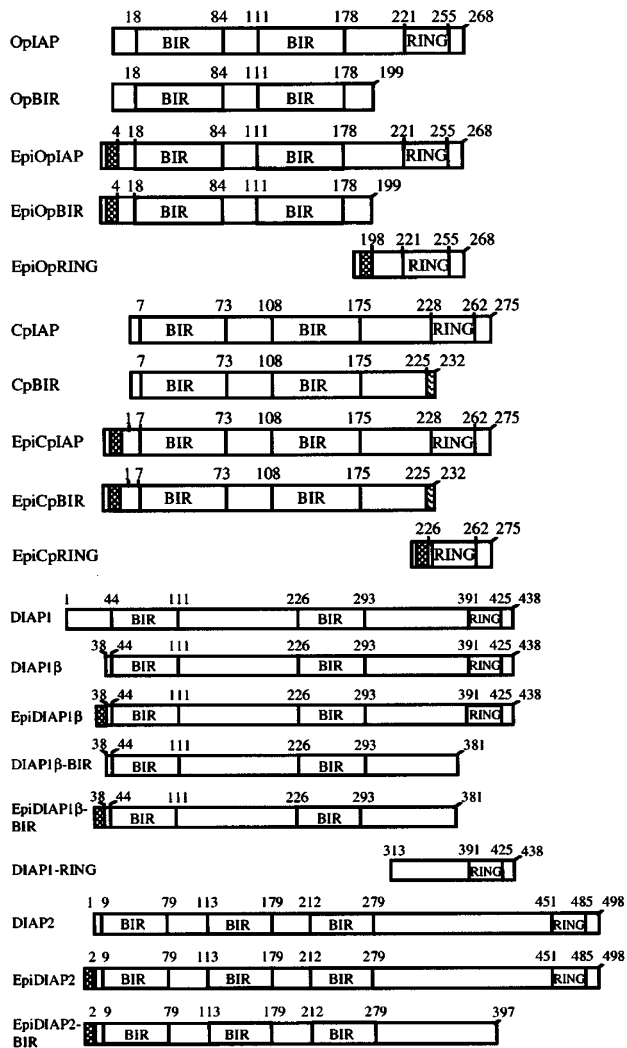 18 84 111 178 221 255 268
OpIAP BIR BIR RING
18 84 111 178 199
OpBIR BIR BIR
4 18 84 111 178 221 255 268
EpiOpIAP BIR BIR RING
4 18 84 111 178 199
EpiOpBIR BIR BIR
198 221 255 268
EpiOpRING RING
7 73 108 175 228 262 275
CpIAP BIR BIR RING
7 73 108 175 225 232
CpBIR BIR BIR
1 7 73 108 175 228 262 275
EpiCpIAP BIR BIR RING
1 7 73 108 175 225 232
EpiCpBIR BIR BIR
226 262 275
EpiCpRING RING
1 44 111 226 293 391 425 438
DIAP1 BIR BIR RING
38 44 111 226 293 391 425 438
DIAP1β BIR BIR RING
38 44 111 226 293 391 425 438
EpiDIAP1β BIR BIR RING
38 44 111 226 293 381
DIAP1β-BIR BIR BIR
38 44 111 226 293 381
EpiDIAP1β-
BIR BIR BIR
313 391 425 438
DIAP1-RING RING
1 9 79 113 179 212 279 451 485 498
DIAP2 BIR BIR BIR RING
2 9 79 113 179 212 279 451 485 498
EpiDIAP2 BIR BIR BIR RING
2 9 79 113 179 212 279 397
EpiDIAP2-
BIR BIR BIR BIR